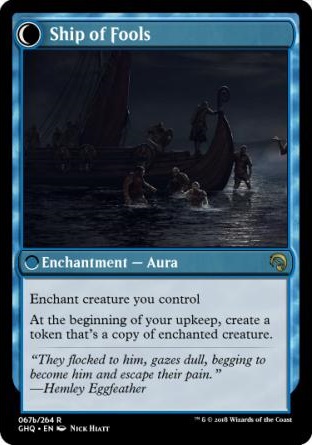 Ship of Fools
Enchantment — Aura
Enchant creature you control
At the beginning of your upkeep, create a
token that's a copy of enchanted creature.
"They flocked to him, gazes dull, begging to
become him and escape their pain."
—Hemley Eggfeather
067b/264 R
GHQ • EN NICK HIATT
™ & © 2018 Wizards of the Coast